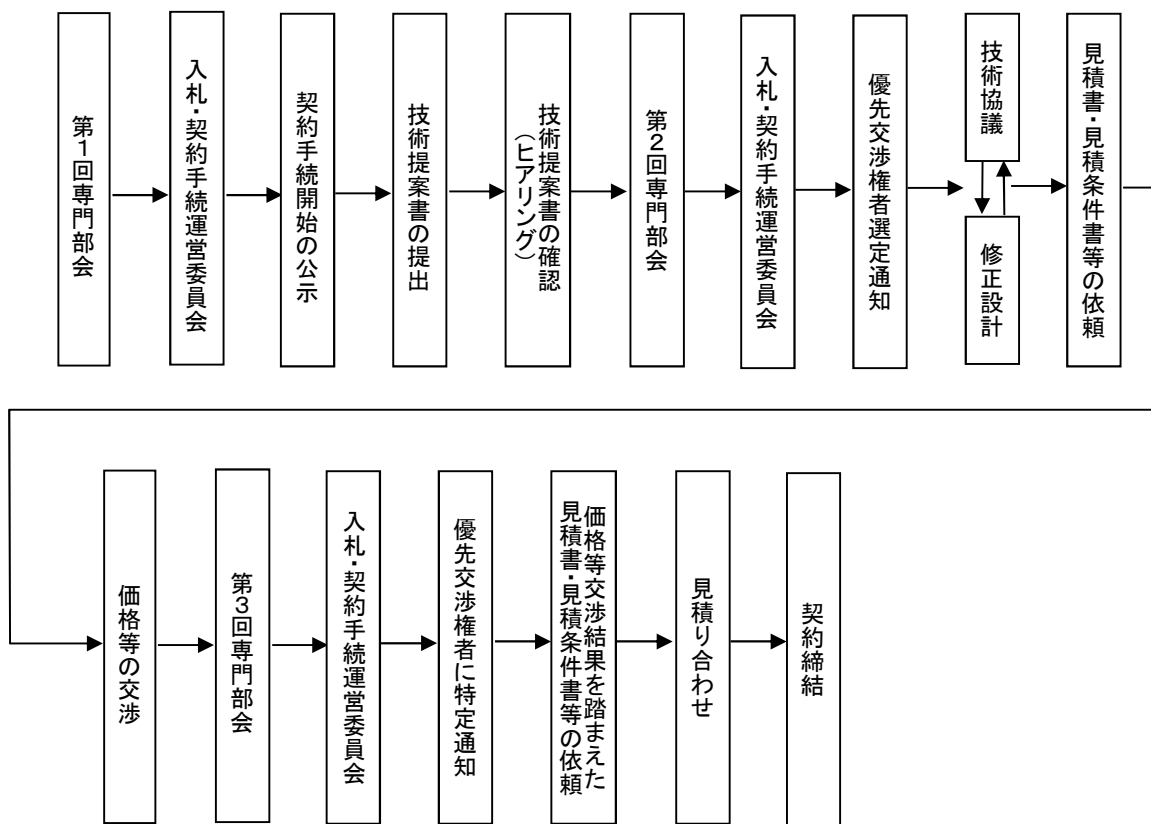 第１回専門部会
入札・契約手続運営委員会
契約手続開始の公示
技術提案書の提出
技術提案書の確認
（ヒアリング）
第２回専門部会
入札・契約手続運営委員会
優先交渉権者選定通知
技術協議
修正設計
見積書・見積条件書等の依頼
価格等の交渉
第３回専門部会
入札・契約手続運営委員会
優先交渉権者に特定通知
価格等交渉結果を踏まえた
見積書・見積条件書等の依頼
見積り合わせ
契約締結